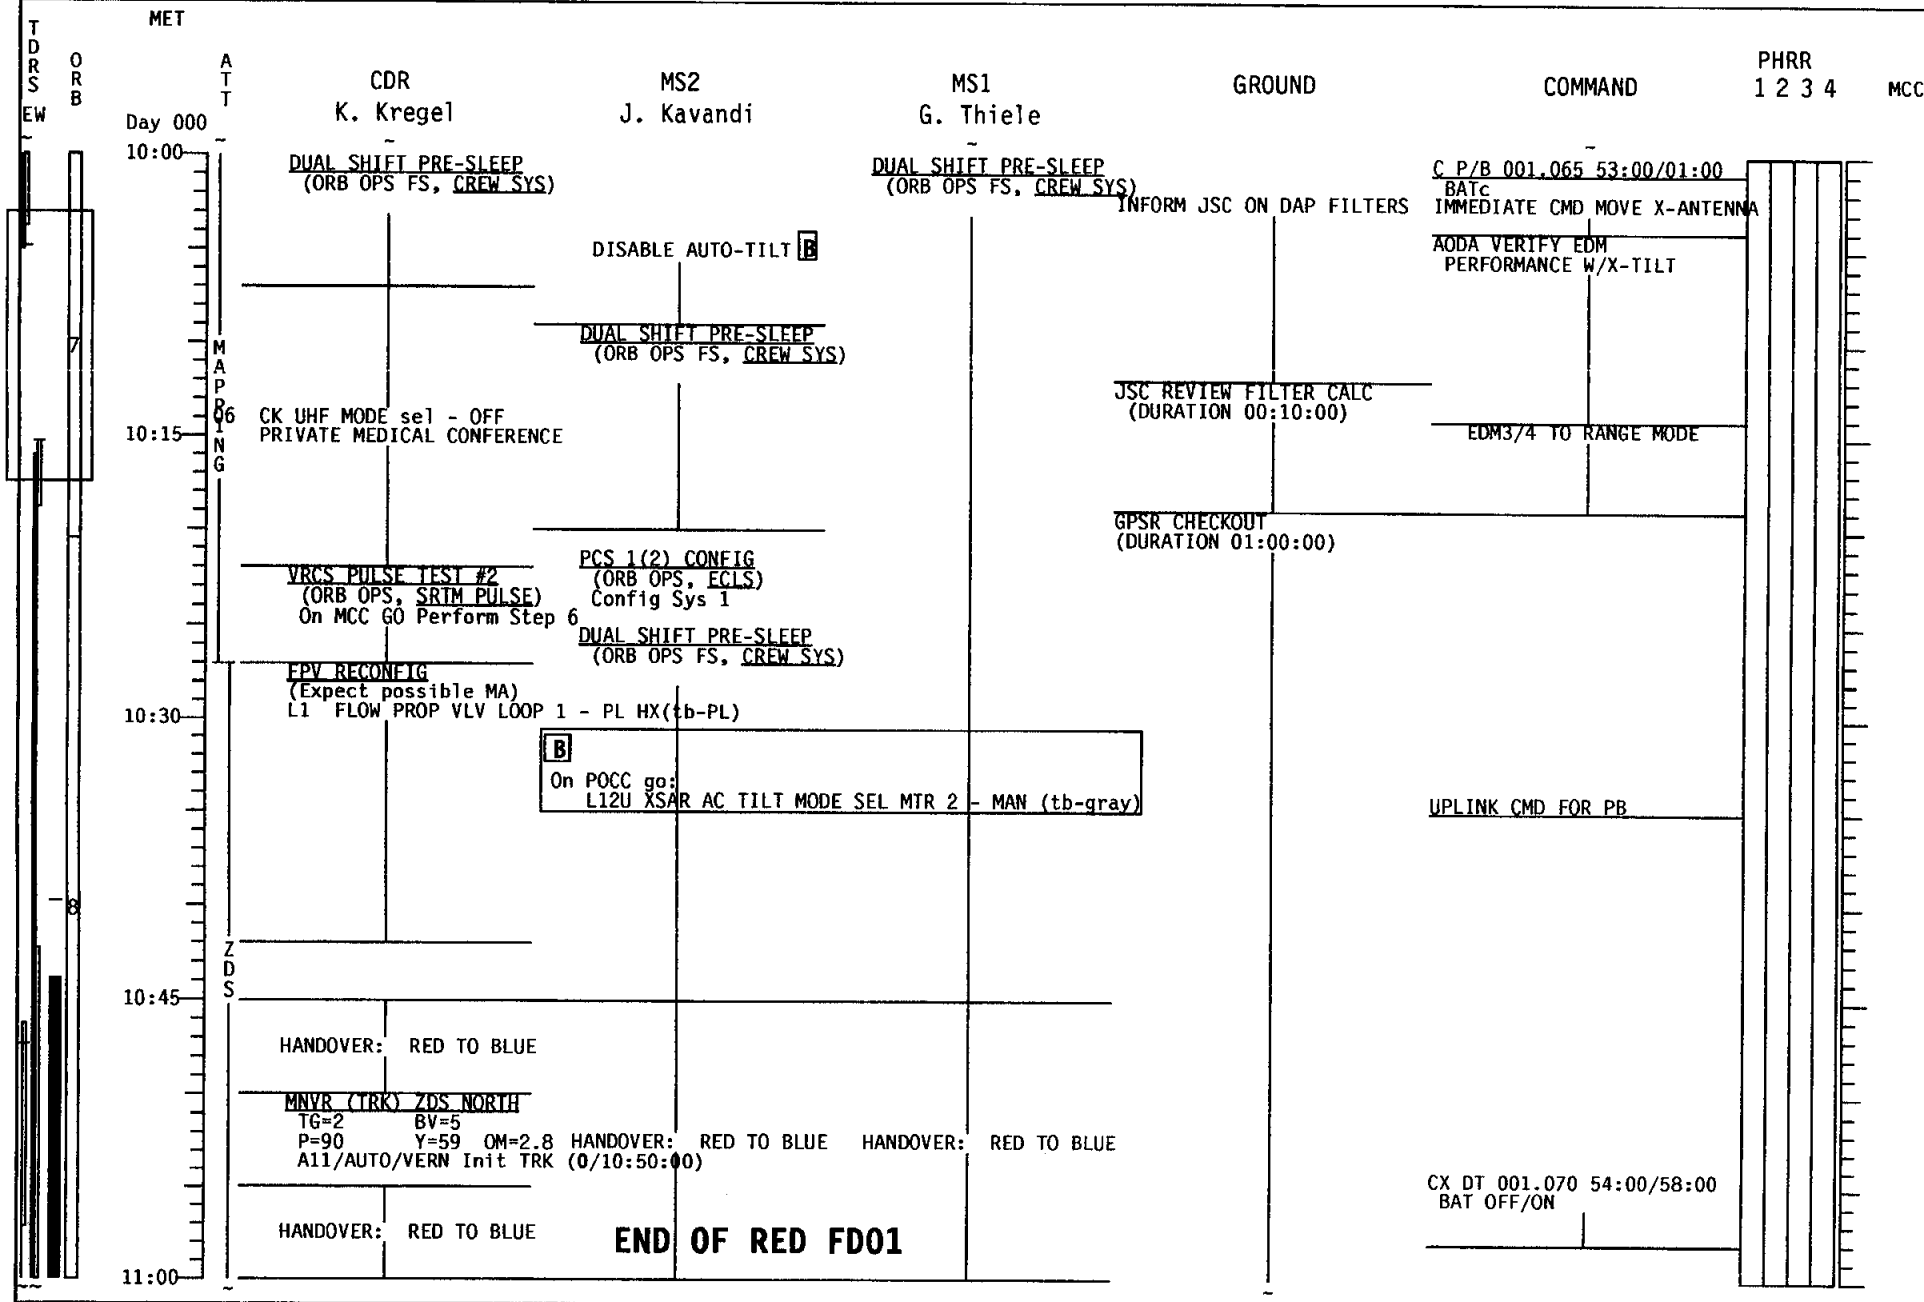 MET
TDRS
EW
ORB
ATT
CDR
K. Kregel
MS2
J. Kavandi
MS1
G. Thiele
GROUND
COMMAND
PHRR
1 2 3 4
MCC
Day 000
10:00
DUAL SHIFT PRE-SLEEP
(ORB OPS FS, CREW SYS)
DUAL SHIFT PRE-SLEEP
(ORB OPS FS, CREW SYS)
INFORM JSC ON DAP FILTERS
C P/B 001.065 53:00/01:00
BATc
IMMEDIATE CMD MOVE X-ANTENNA
DISABLE AUTO-TILT B
AODA VERIFY EDM
PERFORMANCE W/X-TILT
7
MAPPING
DUAL SHIFT PRE-SLEEP
(ORB OPS FS, CREW SYS)
JSC REVIEW FILTER CALC
(DURATION 00:10:00)
06 CK UHF MODE sel - OFF
PRIVATE MEDICAL CONFERENCE
10:15
EDM3/4 TO RANGE MODE
GPSR CHECKOUT
(DURATION 01:00:00)
VRCS PULSE TEST #2
(ORB OPS, SRTM PULSE)
On MCC GO Perform Step 6
PCS 1(2) CONFIG
(ORB OPS, ECLS)
Config Sys 1
DUAL SHIFT PRE-SLEEP
(ORB OPS FS, CREW SYS)
FPV RECONFIG
(Expect possible MA)
L1 FLOW PROP VLV LOOP 1 - PL HX(tb-PL)
10:30
B
On POCC go:
L12U XSAR AC TILT MODE SEL MTR 2 - MAN (tb-gray)
UPLINK CMD FOR PB
8
ZDS
10:45
HANDOVER: RED TO BLUE
MNVR (TRK) ZDS NORTH
TG=2 BV=5
P=90 Y=59 OM=2.8
A11/AUTO/VERN Init TRK (0/10:50:00)
HANDOVER: RED TO BLUE
HANDOVER: RED TO BLUE
CX DT 001.070 54:00/58:00
BAT OFF/ON
HANDOVER: RED TO BLUE
END OF RED FD01
11:00